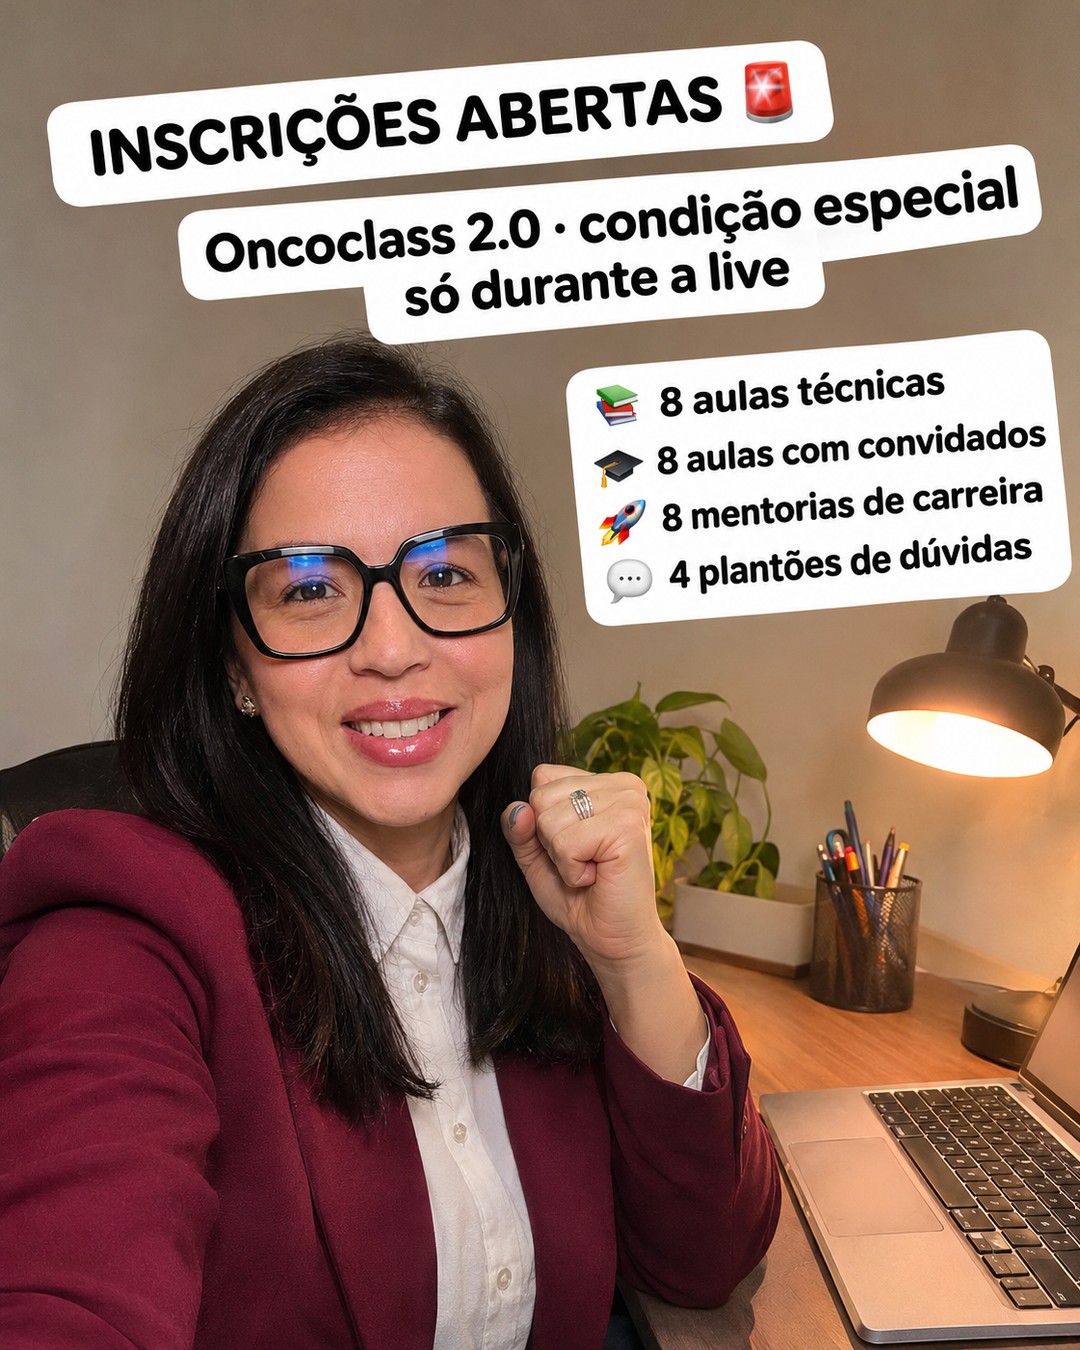 INSCRIÇÕES ABERTAS 🚨
Oncoclass 2.0 · condição especial
só durante a live
📚 8 aulas técnicas
🎓 8 aulas com convidados
🚀 8 mentorias de carreira
💬 4 plantões de dúvidas